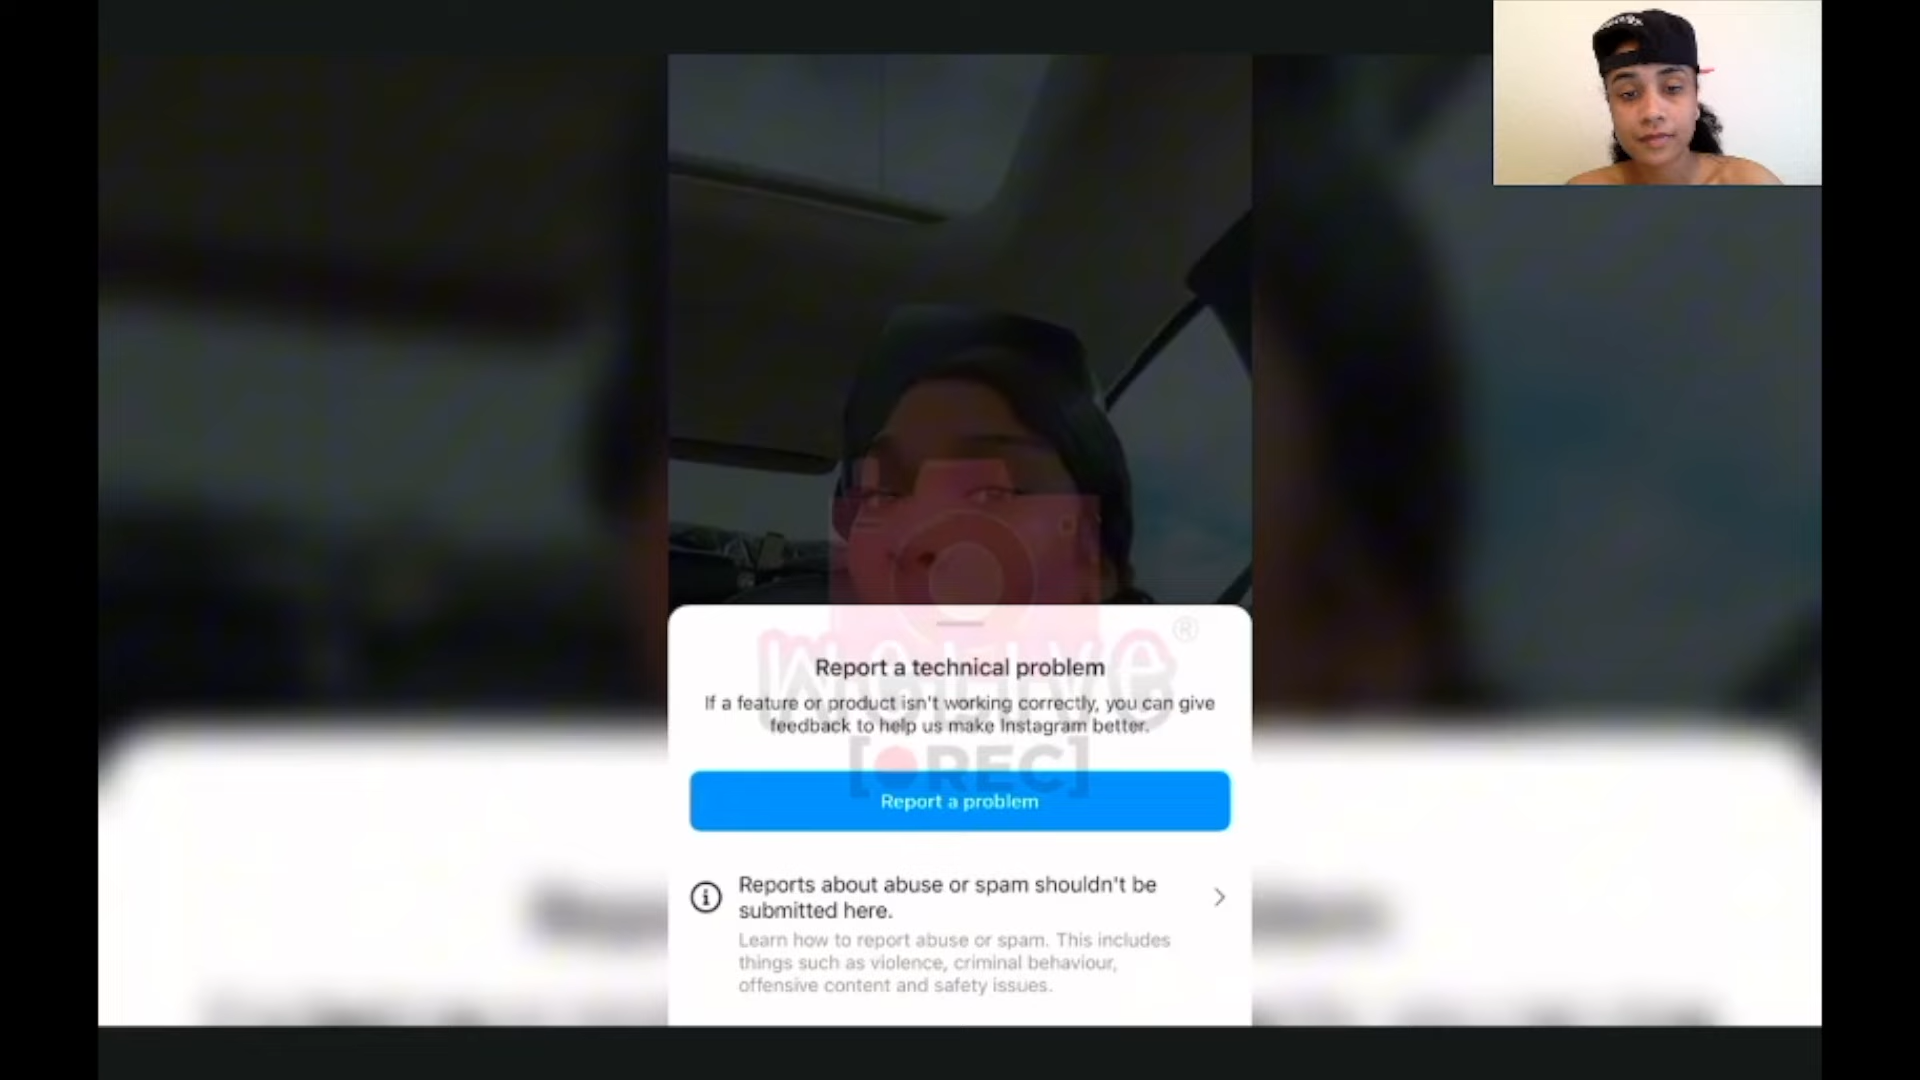 Report a technical problem
If a feature or product isn't working correctly, you can give
feedback to help us make Instagram better.
[REC]
Report a problem
Reports about abuse or spam shouldn't be
submitted here.
Learn how to report abuse or spam. This includes
things such as violence, criminal behaviour,
offensive content and safety issues.